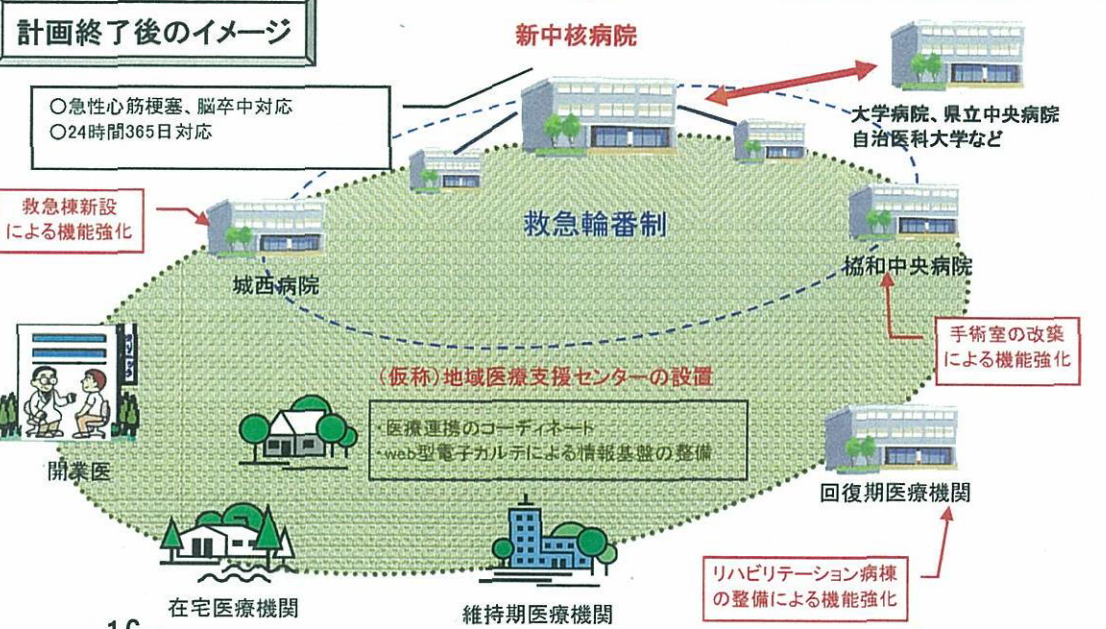 計画終了後のイメージ
新中核病院
○急性心筋梗塞、脳卒中対応
○24時間365日対応
大学病院、県立中央病院
自治医科大学など
救急棟新設
による機能強化
救急輪番制
城西病院
協和中央病院
手術室の改築
による機能強化
(仮称)地域医療支援センターの設置
・医療連携のコーディネート
・web型電子カルテによる情報基盤の整備
開業医
回復期医療機関
リハビリテーション病棟
の整備による機能強化
在宅医療機関
維持期医療機関
16